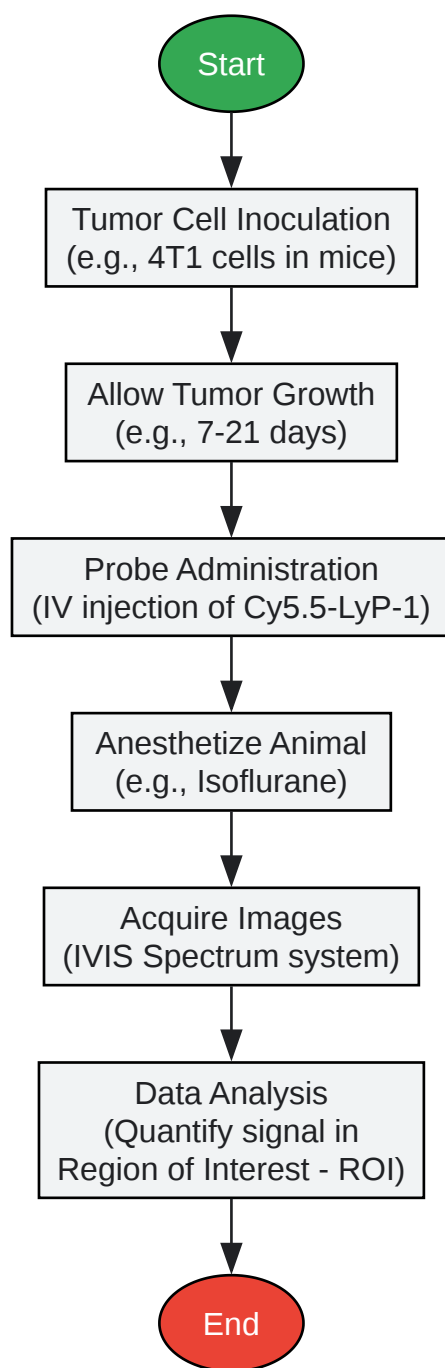 Start
Tumor Cell Inoculation
(e.g., 4T1 cells in mice)
Allow Tumor Growth
(e.g., 7-21 days)
Probe Administration
(IV injection of Cy5.5-LyP-1)
Anesthetize Animal
(e.g., Isoflurane)
Acquire Images
(IVIS Spectrum system)
Data Analysis
(Quantify signal in
Region of Interest - ROI)
End